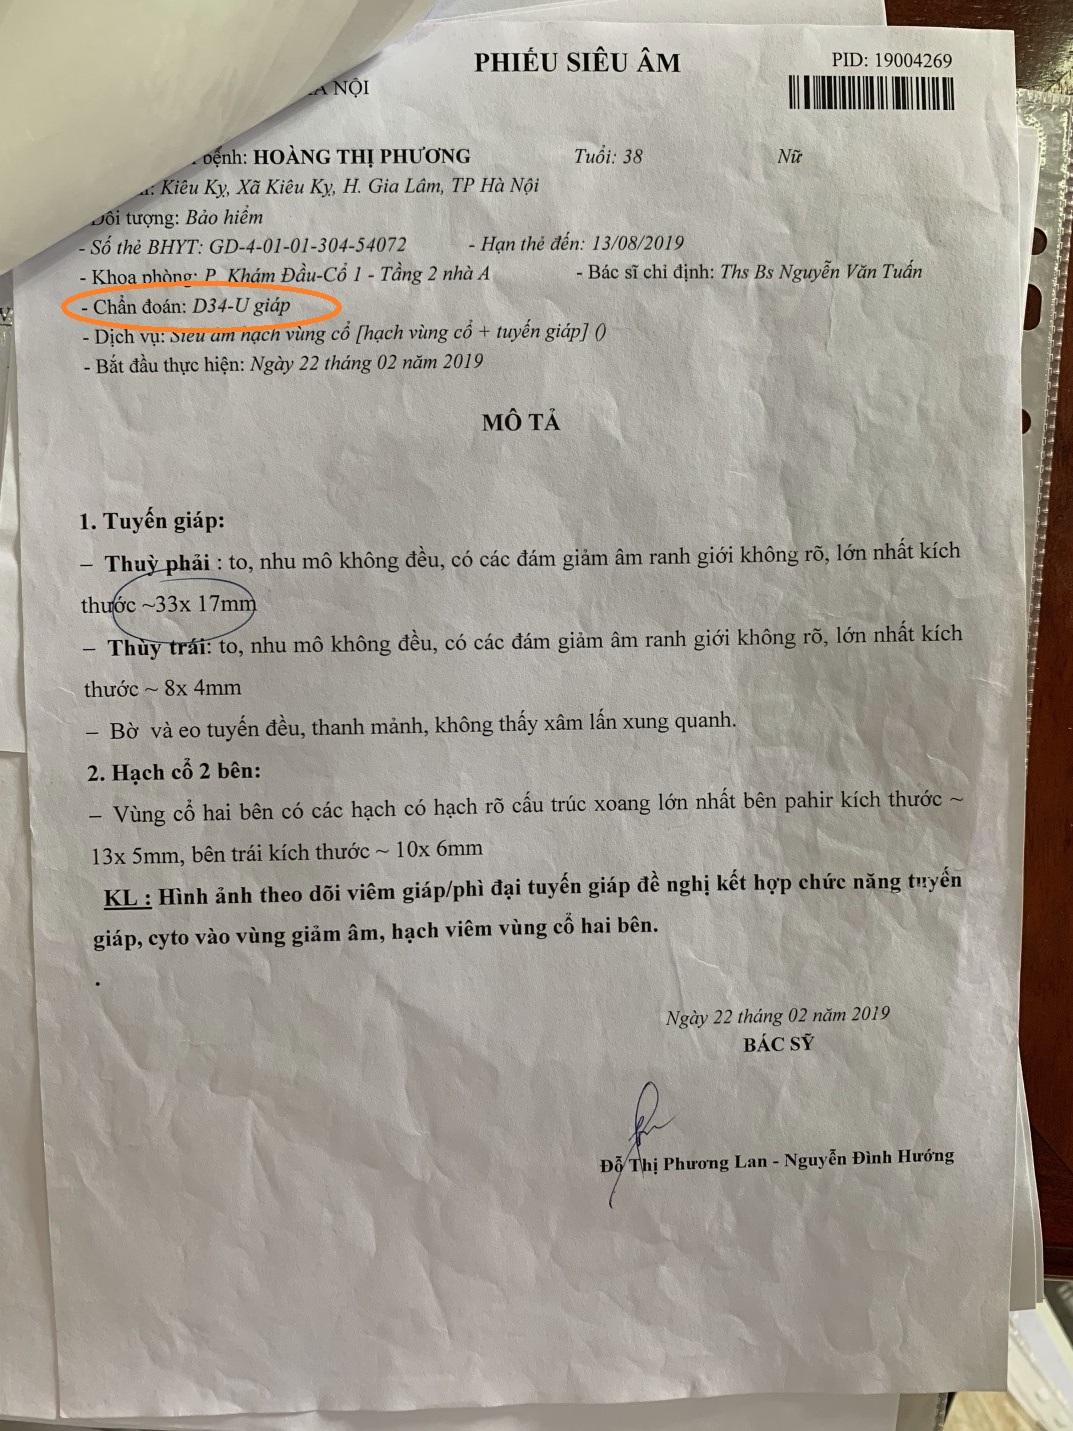 PHIẾU SIÊU ÂM
PID: 19004269
NỘI
bệnh: HOÀNG THỊ PHƯƠNG Tuổi: 38 Nữ
Kiêu Kỵ, Xã Kiêu Kỵ, H. Gia Lâm, TP Hà Nội
Đối tượng: Bảo hiểm
- Số thẻ BHYT: GD-4-01-01-304-54072 - Hạn thẻ đến: 13/08/2019
- Khoa phòng: P. Khám Đầu-Cổ 1 - Tầng 2 nhà A - Bác sĩ chỉ định: Ths Bs Nguyễn Văn Tuấn
- Chẩn đoán: D34-U giáp
- Dịch vụ: Siêu âm hạch vùng cổ [hạch vùng cổ + tuyến giáp] ()
- Bắt đầu thực hiện: Ngày 22 tháng 02 năm 2019
MÔ TẢ
1. Tuyến giáp:
– Thuỳ phải : to, nhu mô không đều, có các đám giảm âm ranh giới không rõ, lớn nhất kích
thước ~33x 17mm
– Thùy trái: to, nhu mô không đều, có các đám giảm âm ranh giới không rõ, lớn nhất kích
thước ~ 8x 4mm
– Bờ và eo tuyến đều, thanh mảnh, không thấy xâm lấn xung quanh.
2. Hạch cổ 2 bên:
– Vùng cổ hai bên có các hạch có hạch rõ cấu trúc xoang lớn nhất bên pahir kích thước ~
13x 5mm, bên trái kích thước ~ 10x 6mm
KL : Hình ảnh theo dõi viêm giáp/phì đại tuyến giáp đề nghị kết hợp chức năng tuyến
giáp, cyto vào vùng giảm âm, hạch viêm vùng cổ hai bên.
.
Ngày 22 tháng 02 năm 2019
BÁC SỸ
Đỗ Thị Phương Lan - Nguyễn Đình Hướng